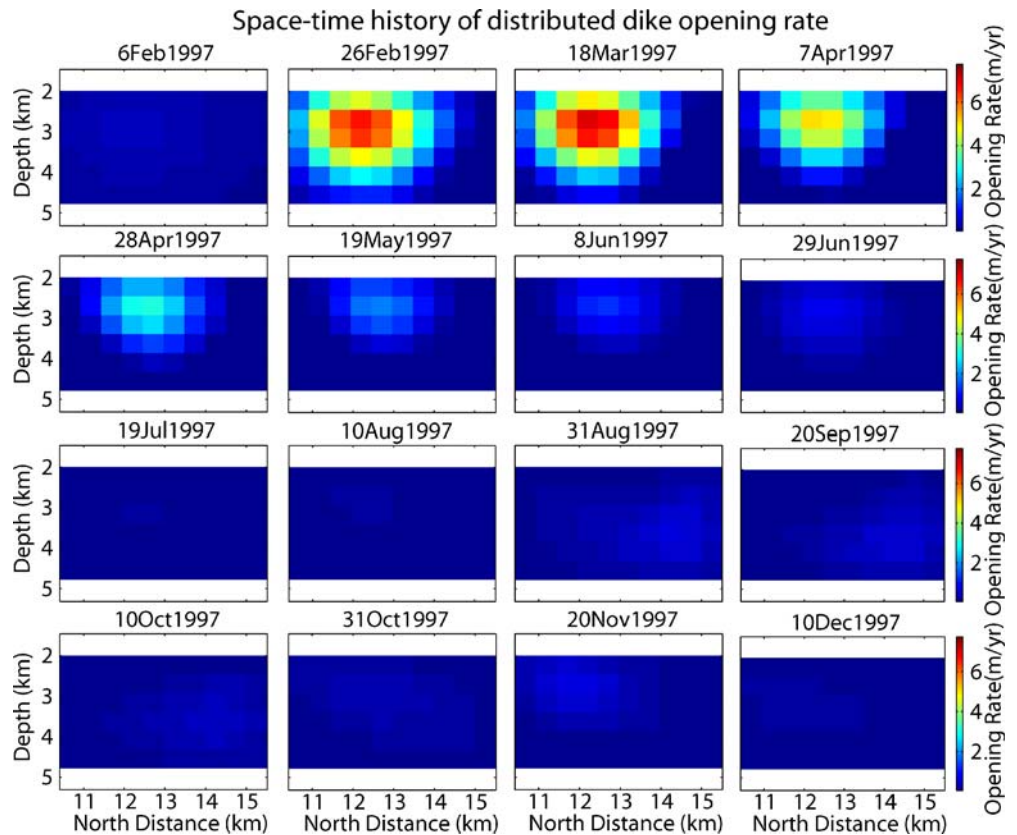 Space-time history of distributed dike opening rate
6Feb1997 26Feb1997 18Mar1997 7Apr1997
Depth (km)
2
3
4
5
6
4
2
Opening Rate(m/yr)
28Apr1997 19May1997 8Jun1997 29Jun1997
Depth (km)
2
3
4
5
6
4
2
Opening Rate(m/yr)
19Jul1997 10Aug1997 31Aug1997 20Sep1997
Depth (km)
2
3
4
5
6
4
2
Opening Rate(m/yr)
10Oct1997 31Oct1997 20Nov1997 10Dec1997
Depth (km)
2
3
4
5
6
4
2
Opening Rate(m/yr)
11 12 13 14 15 11 12 13 14 15 11 12 13 14 15 11 12 13 14 15
North Distance (km) North Distance (km) North Distance (km) North Distance (km)